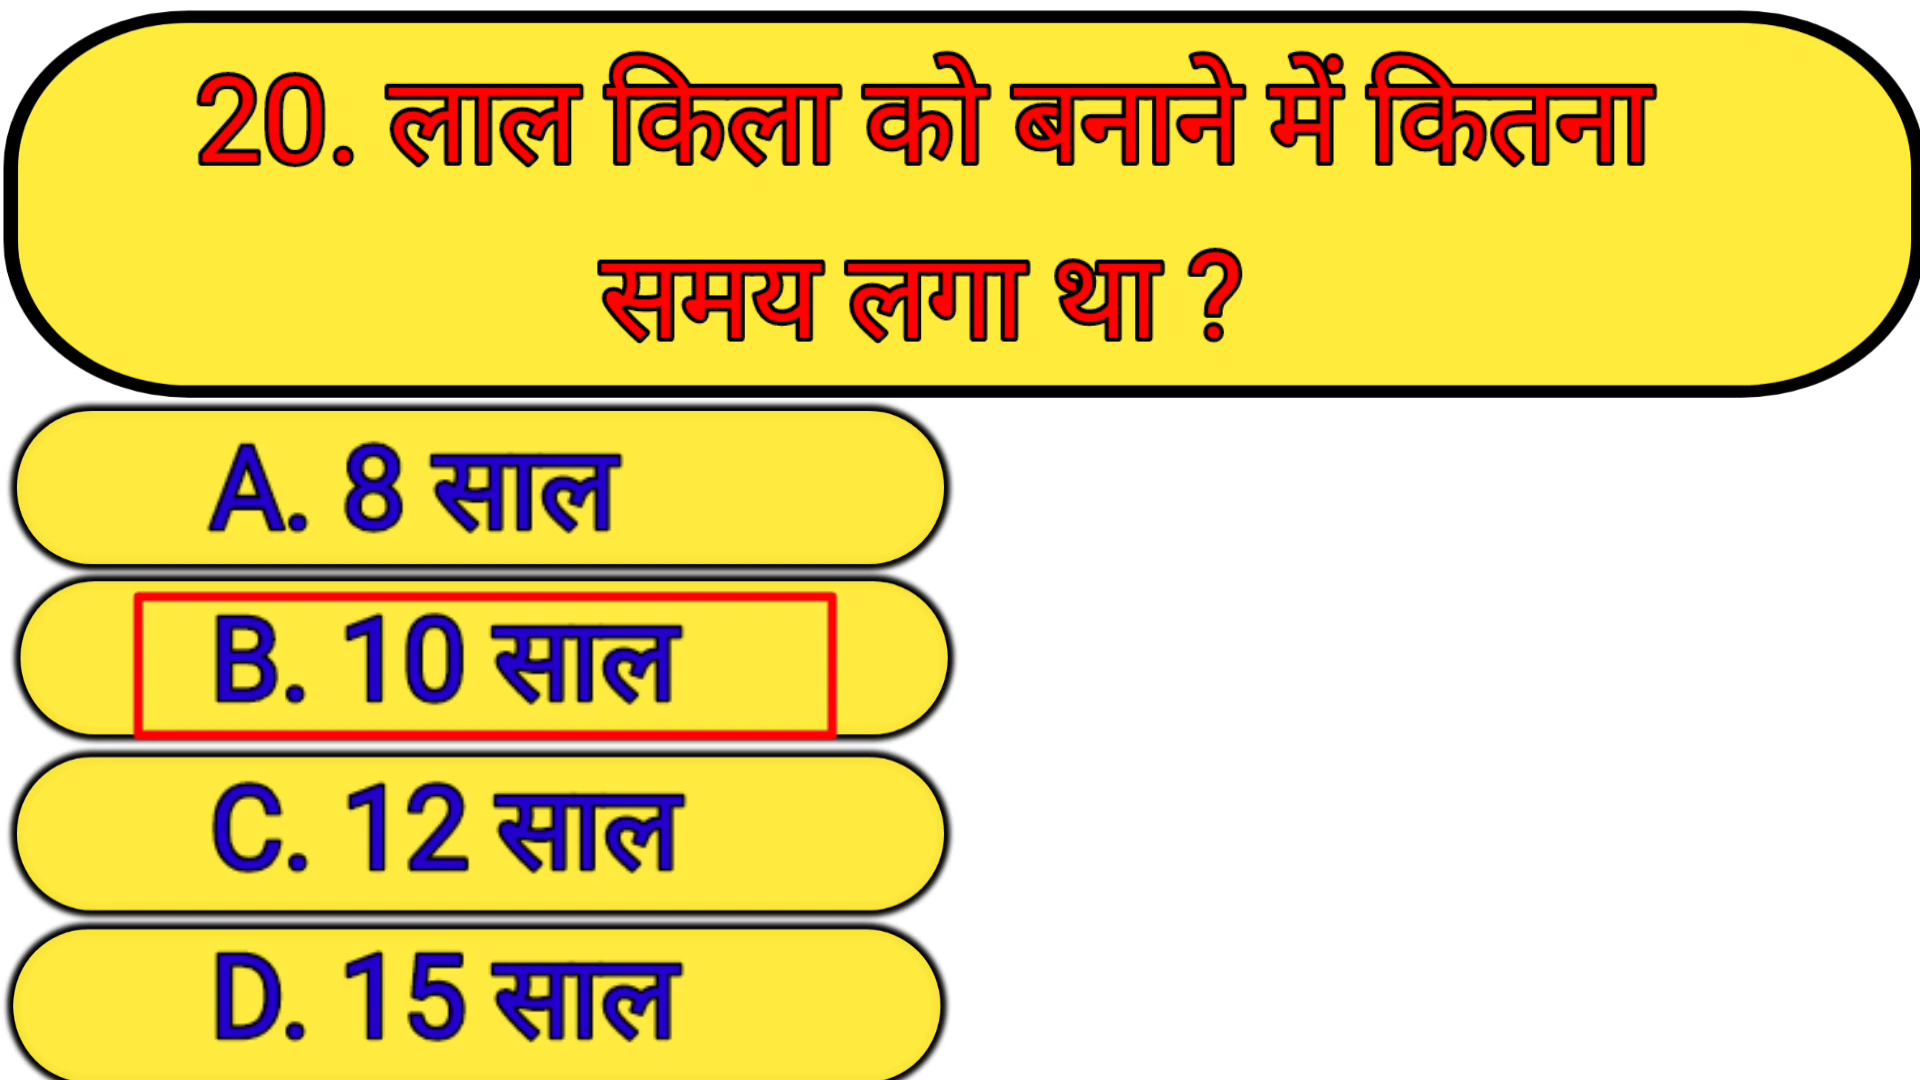 20. लाल किला को बनाने में कितना
समय लगा था ?
A. 8 साल
B. 10 साल
C. 12 साल
D. 15 साल